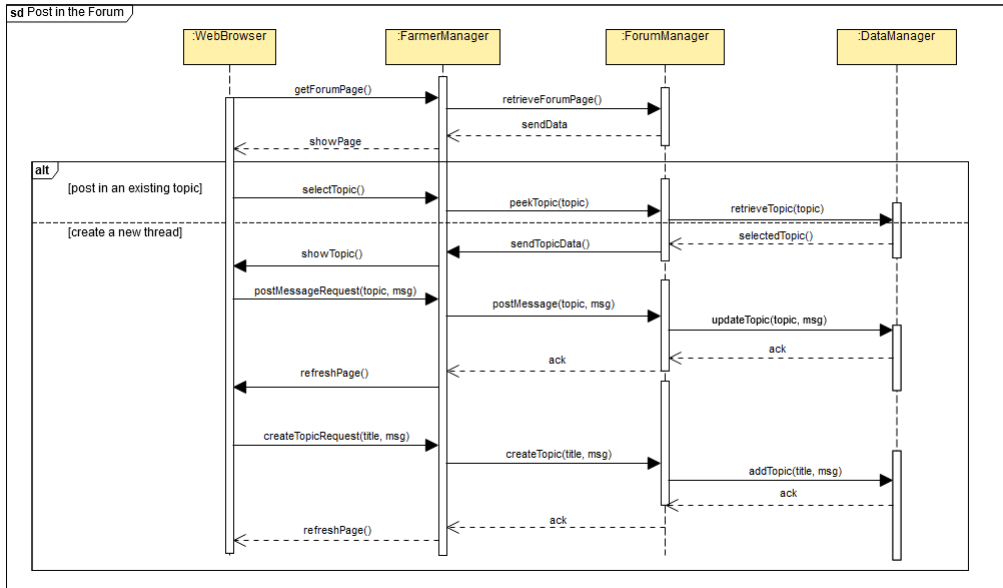 sd Post in the Forum
:WebBrowser
:FarmerManager
:ForumManager
:DataManager
getForumPage()
retrieveForumPage()
sendData
showPage
alt
[post in an existing topic]
selectTopic()
peekTopic(topic)
retrieveTopic(topic)
[create a new thread]
selectedTopic()
sendTopicData()
showTopic()
postMessageRequest(topic, msg)
postMessage(topic, msg)
updateTopic(topic, msg)
ack
ack
refreshPage()
createTopicRequest(title, msg)
createTopic(title, msg)
addTopic(title, msg)
ack
ack
refreshPage()